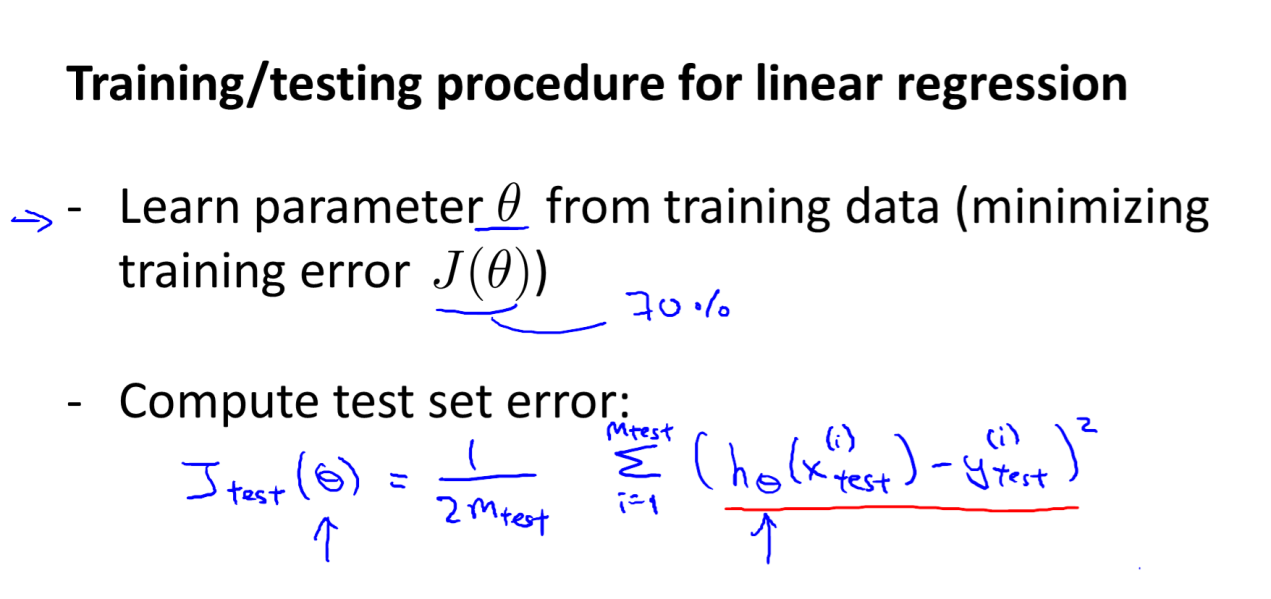 Training/testing procedure for linear regression
- Learn parameter θ from training data (minimizing
training error J(θ))
70%
- Compute test set error:
J_test(θ) = 1/(2m_test) Σ_{i=1}^{m_test} (h_θ(x_test^(i)) - y_test^(i))^2